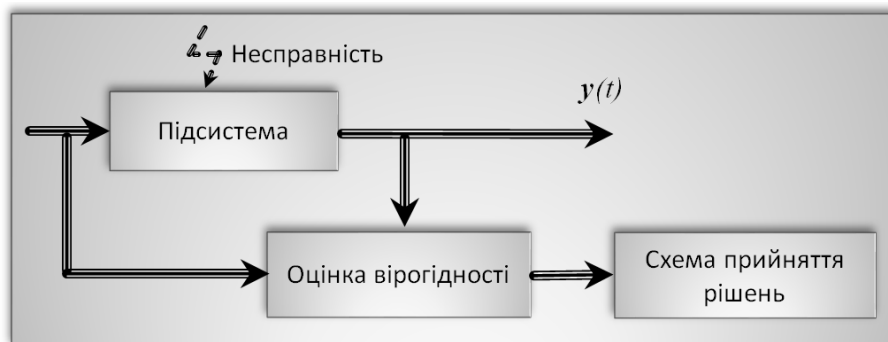 Несправність
y(t)
Підсистема
Оцінка вірогідності
Схема прийняття
рішень